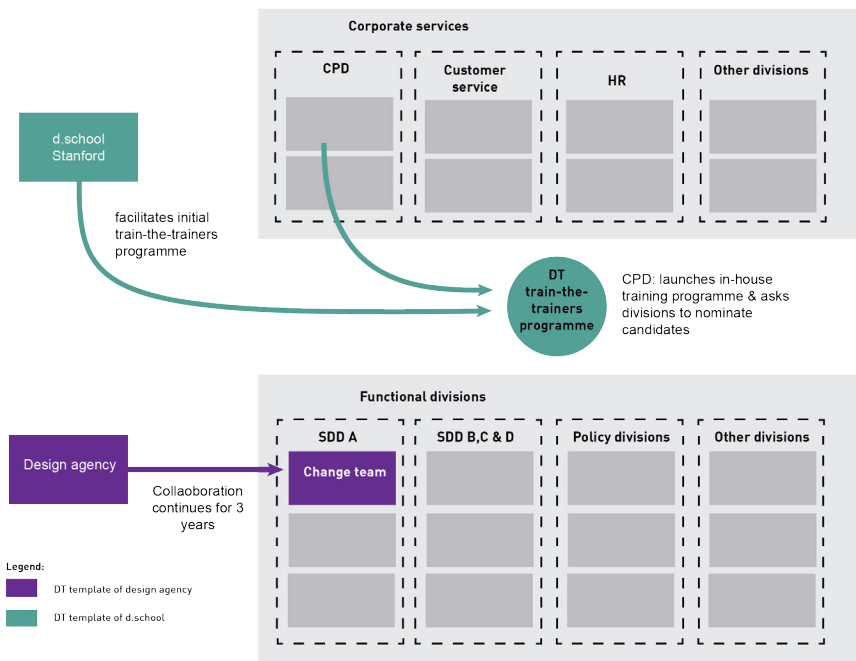 Corporate services
CPD
Customer
service
HR
Other divisions
d.school
Stanford
facilitates initial
train-the-trainers
programme
DT
train-the-
trainers
programme
CPD: launches in-house
training programme & asks
divisions to nominate
candidates
Functional divisions
SDD A
SDD B,C & D
Policy divisions
Other divisions
Design agency
Change team
Collaoboration
continues for 3
years
Legend:
DT template of design agency
DT template of d.school